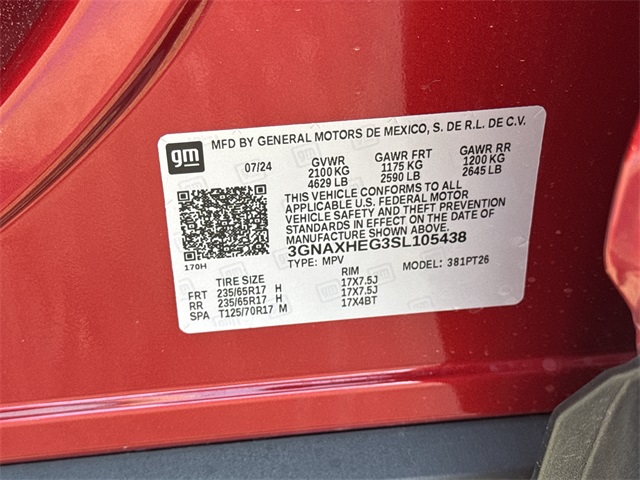 MFD BY GENERAL MOTORS DE MEXICO, S. DE R.L. DE C.V.
gm
07/24 GVWR GAWR FRT GAWR RR
2100 KG 1175 KG 1200 KG
4629 LB 2590 LB 2645 LB
THIS VEHICLE CONFORMS TO ALL
APPLICABLE U.S. FEDERAL MOTOR
VEHICLE SAFETY AND THEFT PREVENTION
STANDARDS IN EFFECT ON THE DATE OF
MANUFACTURE SHOWN ABOVE.
3GNAXHEG3SL105438
170H TYPE: MPV MODEL: 381PT26
TIRE SIZE RIM
FRT 235/65R17 H 17X7.5J
RR 235/65R17 H 17X7.5J
SPA T125/70R17 M 17X4BT